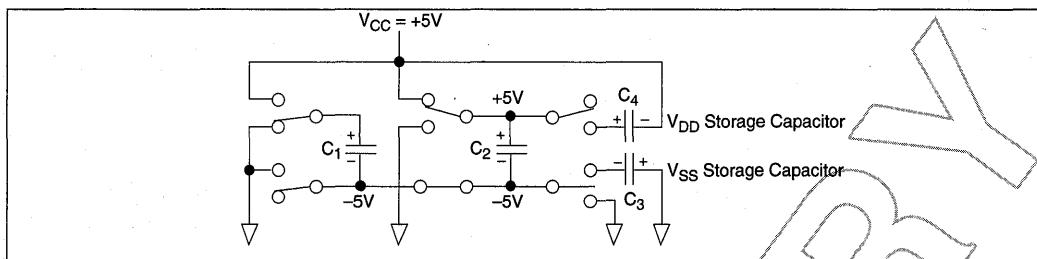 V_CC = +5V
+5V
C_4
+ −
V_DD Storage Capacitor
+
C_1
−
+
C_2
−
− +
V_SS Storage Capacitor
C_3
−5V
−5V
B Y